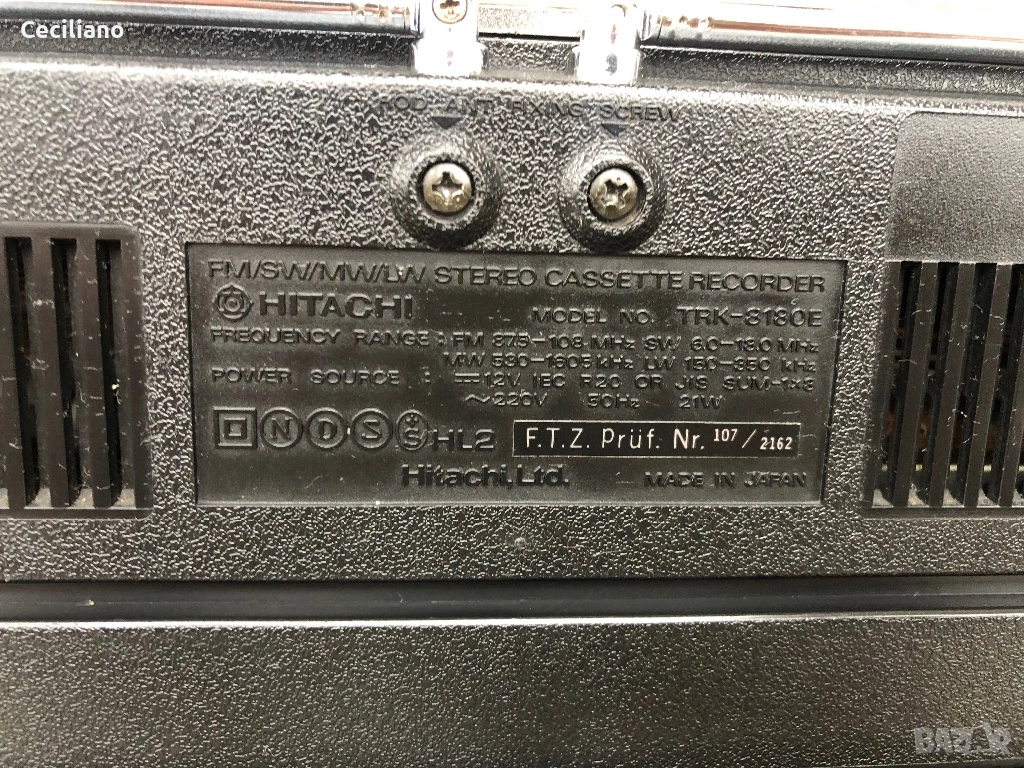 Ceciliano
ROD ANT FIXING SCREW
FM/SW/MW/LW STEREO CASSETTE RECORDER
HITACHI MODEL NO. TRK-8180E
FREQUENCY RANGE : FM 87.5-108 MHz SW 6.0-18.0 MHz
MW 530-1605 kHz LW 150-350 kHz
POWER SOURCE : ⎓ 12V IEC R20 OR JIS SUM-1×8
~220V 50Hz 21W
N D S S HL2 F.T.Z. Prüf. Nr. 107/2162
Hitachi, Ltd. MADE IN JAPAN
BAZAR